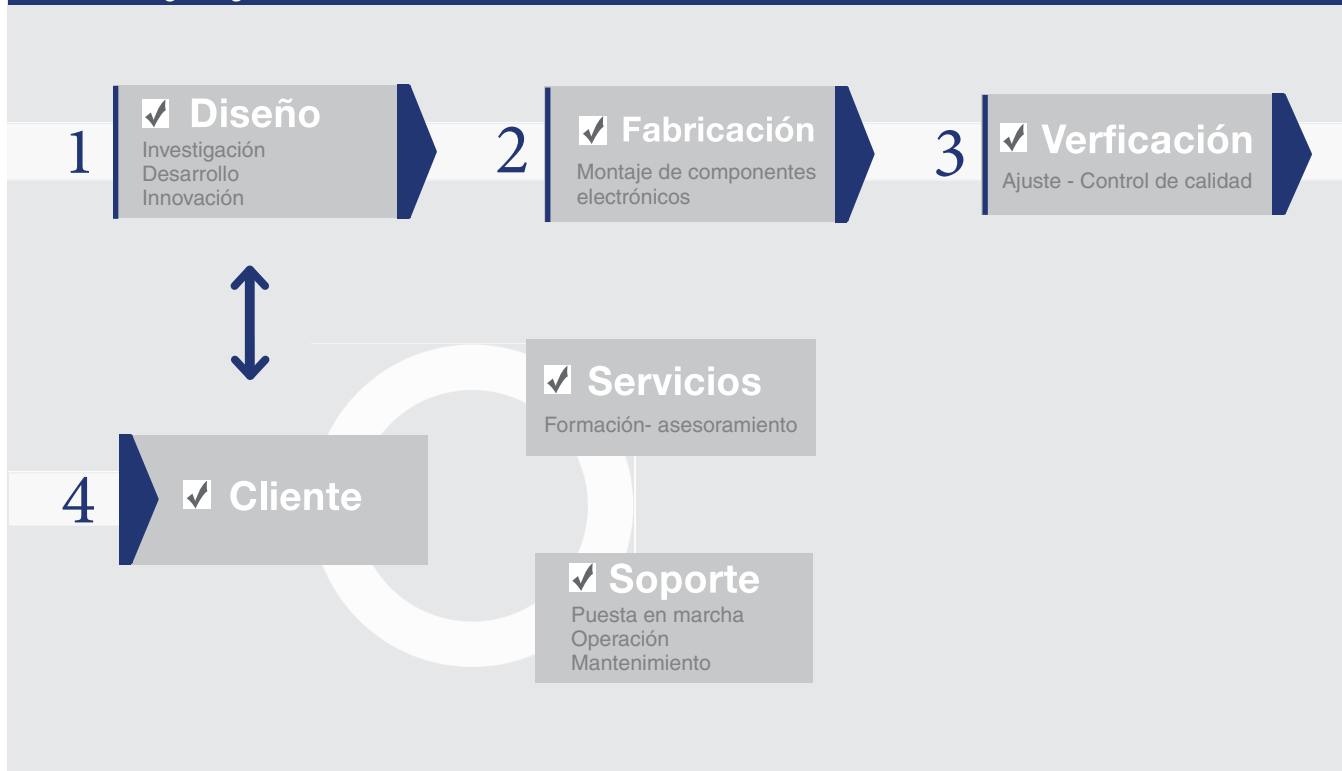 1
Diseño
Investigación
Desarrollo
Innovación
2
Fabricación
Montaje de componentes
electrónicos
3
Verficación
Ajuste - Control de calidad
Servicios
Formación- asesoramiento
4
Cliente
Soporte
Puesta en marcha
Operación
Mantenimiento